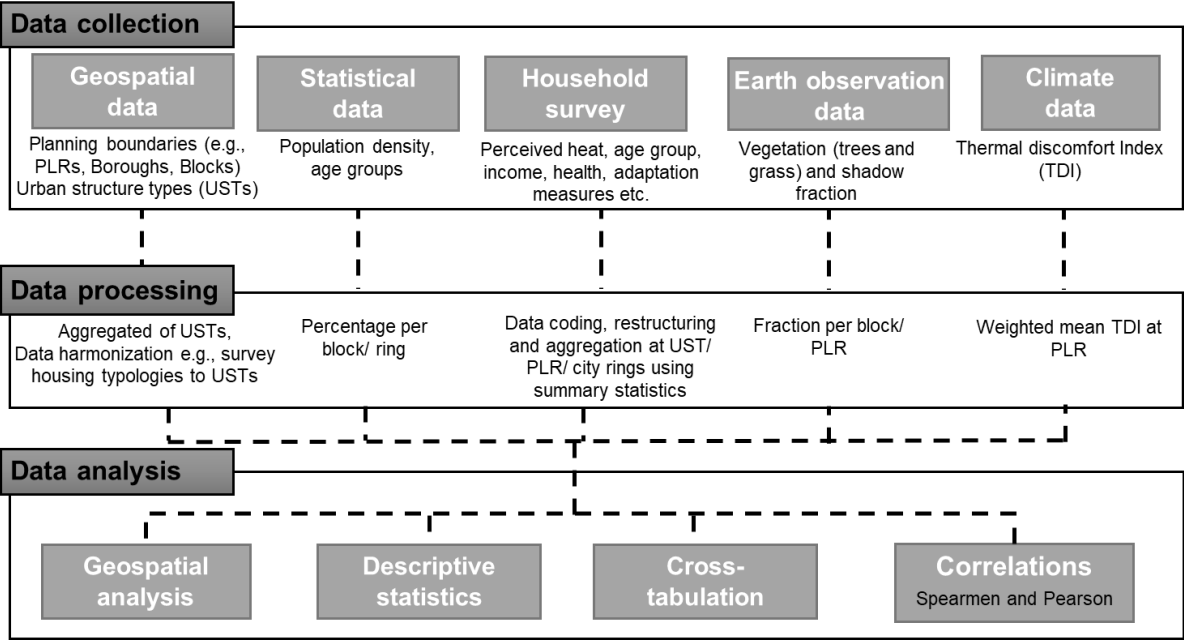 Data collection
Geospatial
data
Planning boundaries (e.g.,
PLRs, Boroughs, Blocks)
Urban structure types (USTs)
Statistical
data
Population density,
age groups
Household
survey
Perceived heat, age group,
income, health, adaptation
measures etc.
Earth observation
data
Vegetation (trees and
grass) and shadow
fraction
Climate
data
Thermal discomfort Index
(TDI)
Data processing
Aggregated of USTs,
Data harmonization e.g., survey
housing typologies to USTs
Percentage per
block/ ring
Data coding, restructuring
and aggregation at UST/
PLR/ city rings using
summary statistics
Fraction per block/
PLR
Weighted mean TDI at
PLR
Data analysis
Geospatial
analysis
Descriptive
statistics
Cross-
tabulation
Correlations
Spearmen and Pearson